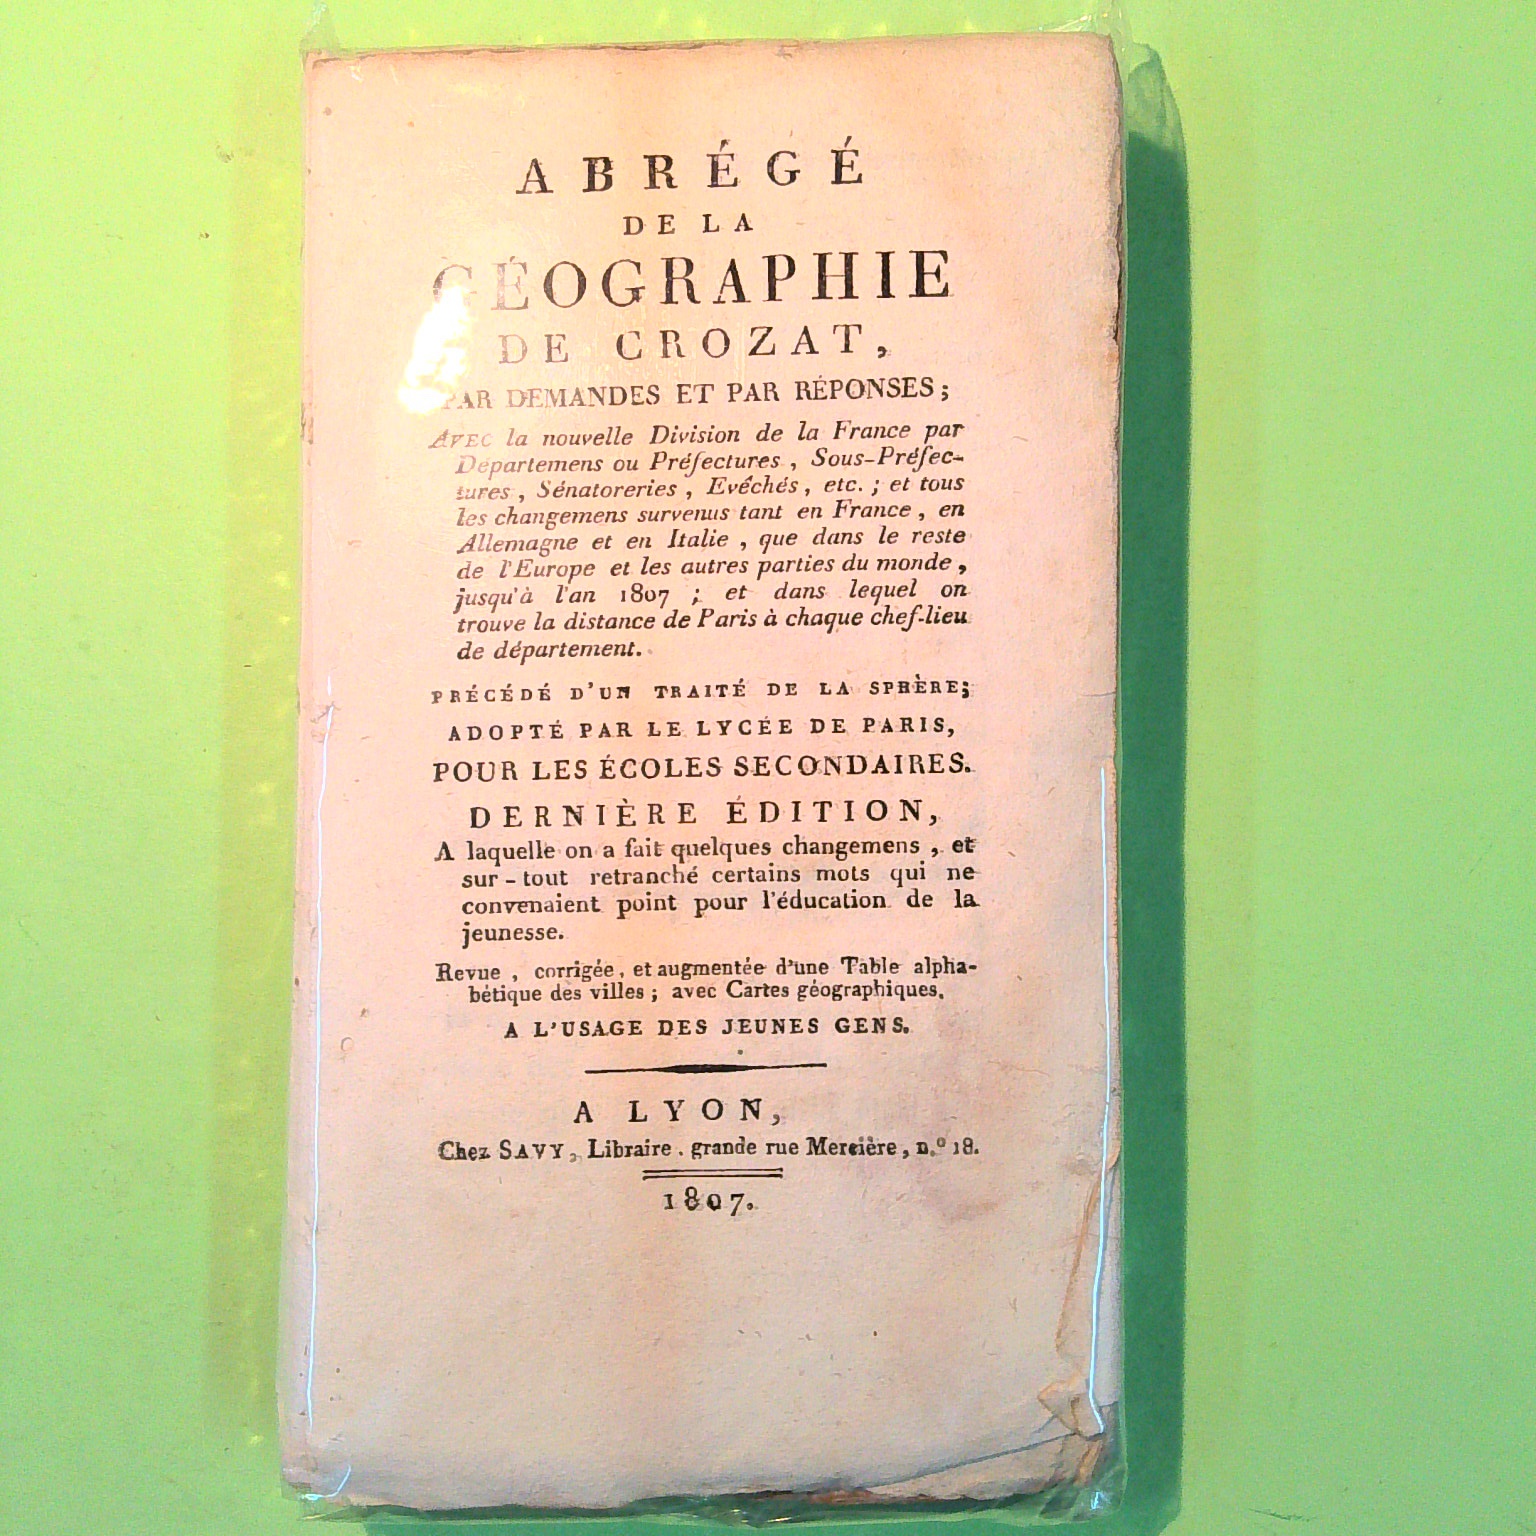 ABRÉGÉ
DE LA
GÉOGRAPHIE
DE CROZAT,
PAR DEMANDES ET PAR RÉPONSES;
AVEC la nouvelle Division de la France par
Départemens ou Préfectures, Sous-Préfec-
tures, Sénatoreries, Evêchés, etc.; et tous
les changemens survenus tant en France, en
Allemagne et en Italie, que dans le reste
de l'Europe et les autres parties du monde,
jusqu'à l'an 1807; et dans lequel on
trouve la distance de Paris à chaque chef-lieu
de département.
PRÉCÉDÉ D'UN TRAITÉ DE LA SPHÈRE;
ADOPTÉ PAR LE LYCÉE DE PARIS,
POUR LES ÉCOLES SECONDAIRES.
DERNIÈRE ÉDITION,
A laquelle on a fait quelques changemens, et
sur-tout retranché certains mots qui ne
convenaient point pour l'éducation de la
jeunesse.
Revue, corrigée, et augmentée d'une Table alpha-
bétique des villes; avec Cartes géographiques.
A L'USAGE DES JEUNES GENS.
A LYON,
Chez SAVY, Libraire, grande rue Mercière, n.º 18.
1807.